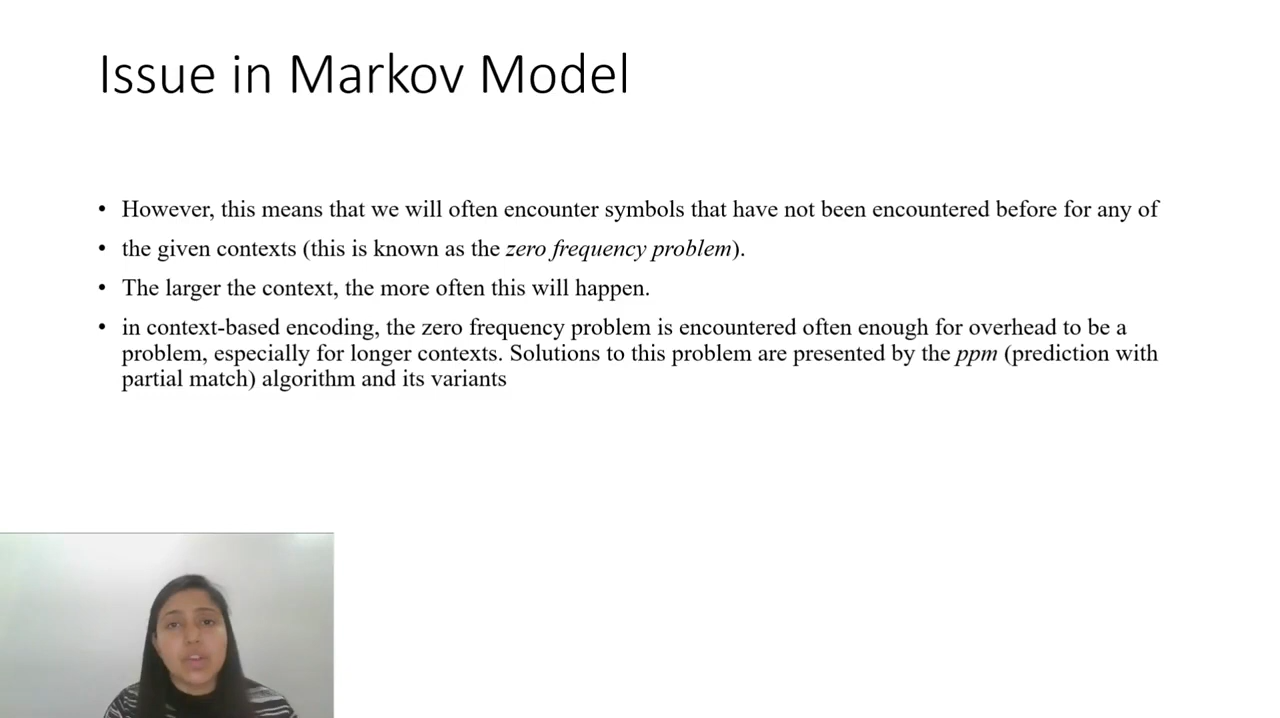 Issue in Markov Model
• However, this means that we will often encounter symbols that have not been encountered before for any of
• the given contexts (this is known as the zero frequency problem).
• The larger the context, the more often this will happen.
• in context-based encoding, the zero frequency problem is encountered often enough for overhead to be a
problem, especially for longer contexts. Solutions to this problem are presented by the ppm (prediction with
partial match) algorithm and its variants